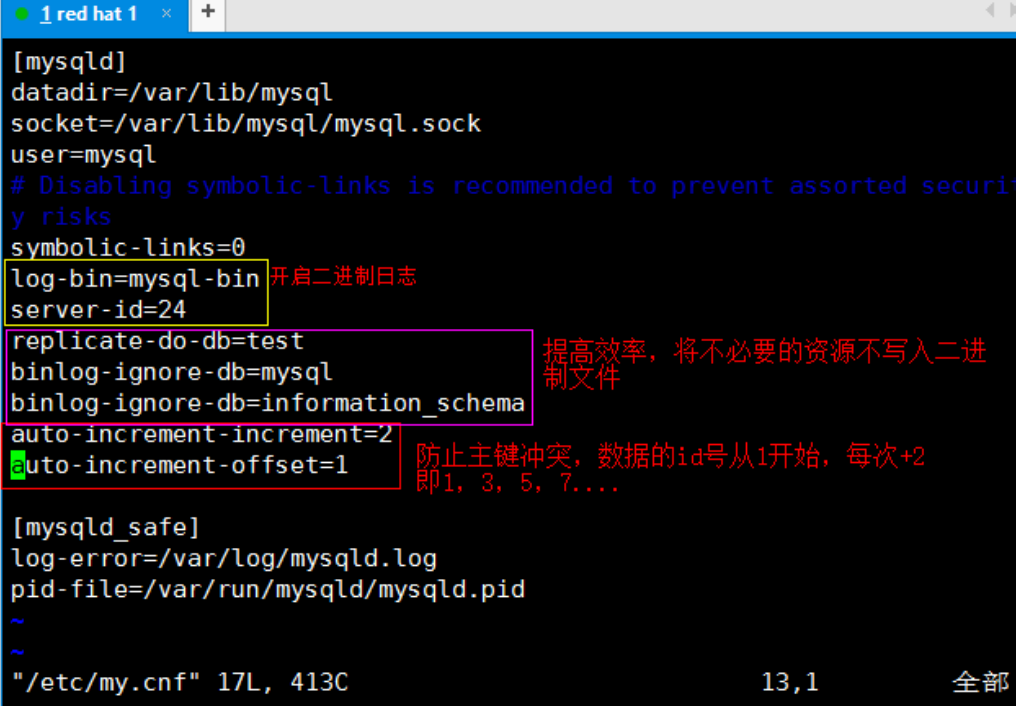 1 red hat 1 × +
[mysqld]
datadir=/var/lib/mysql
socket=/var/lib/mysql/mysql.sock
user=mysql
# Disabling symbolic-links is recommended to prevent assorted securit
y risks
symbolic-links=0
log-bin=mysql-bin 开启二进制日志
server-id=24
replicate-do-db=test
提高效率，将不必要的资源不写入二进
binlog-ignore-db=mysql
制文件
binlog-ignore-db=information_schema
auto-increment-increment=2
防止主键冲突，数据的id号从1开始，每次+2
auto-increment-offset=1
即1，3，5，7....
[mysqld_safe]
log-error=/var/log/mysqld.log
pid-file=/var/run/mysqld/mysqld.pid
~
~
"/etc/my.cnf" 17L, 413C 13,1 全部